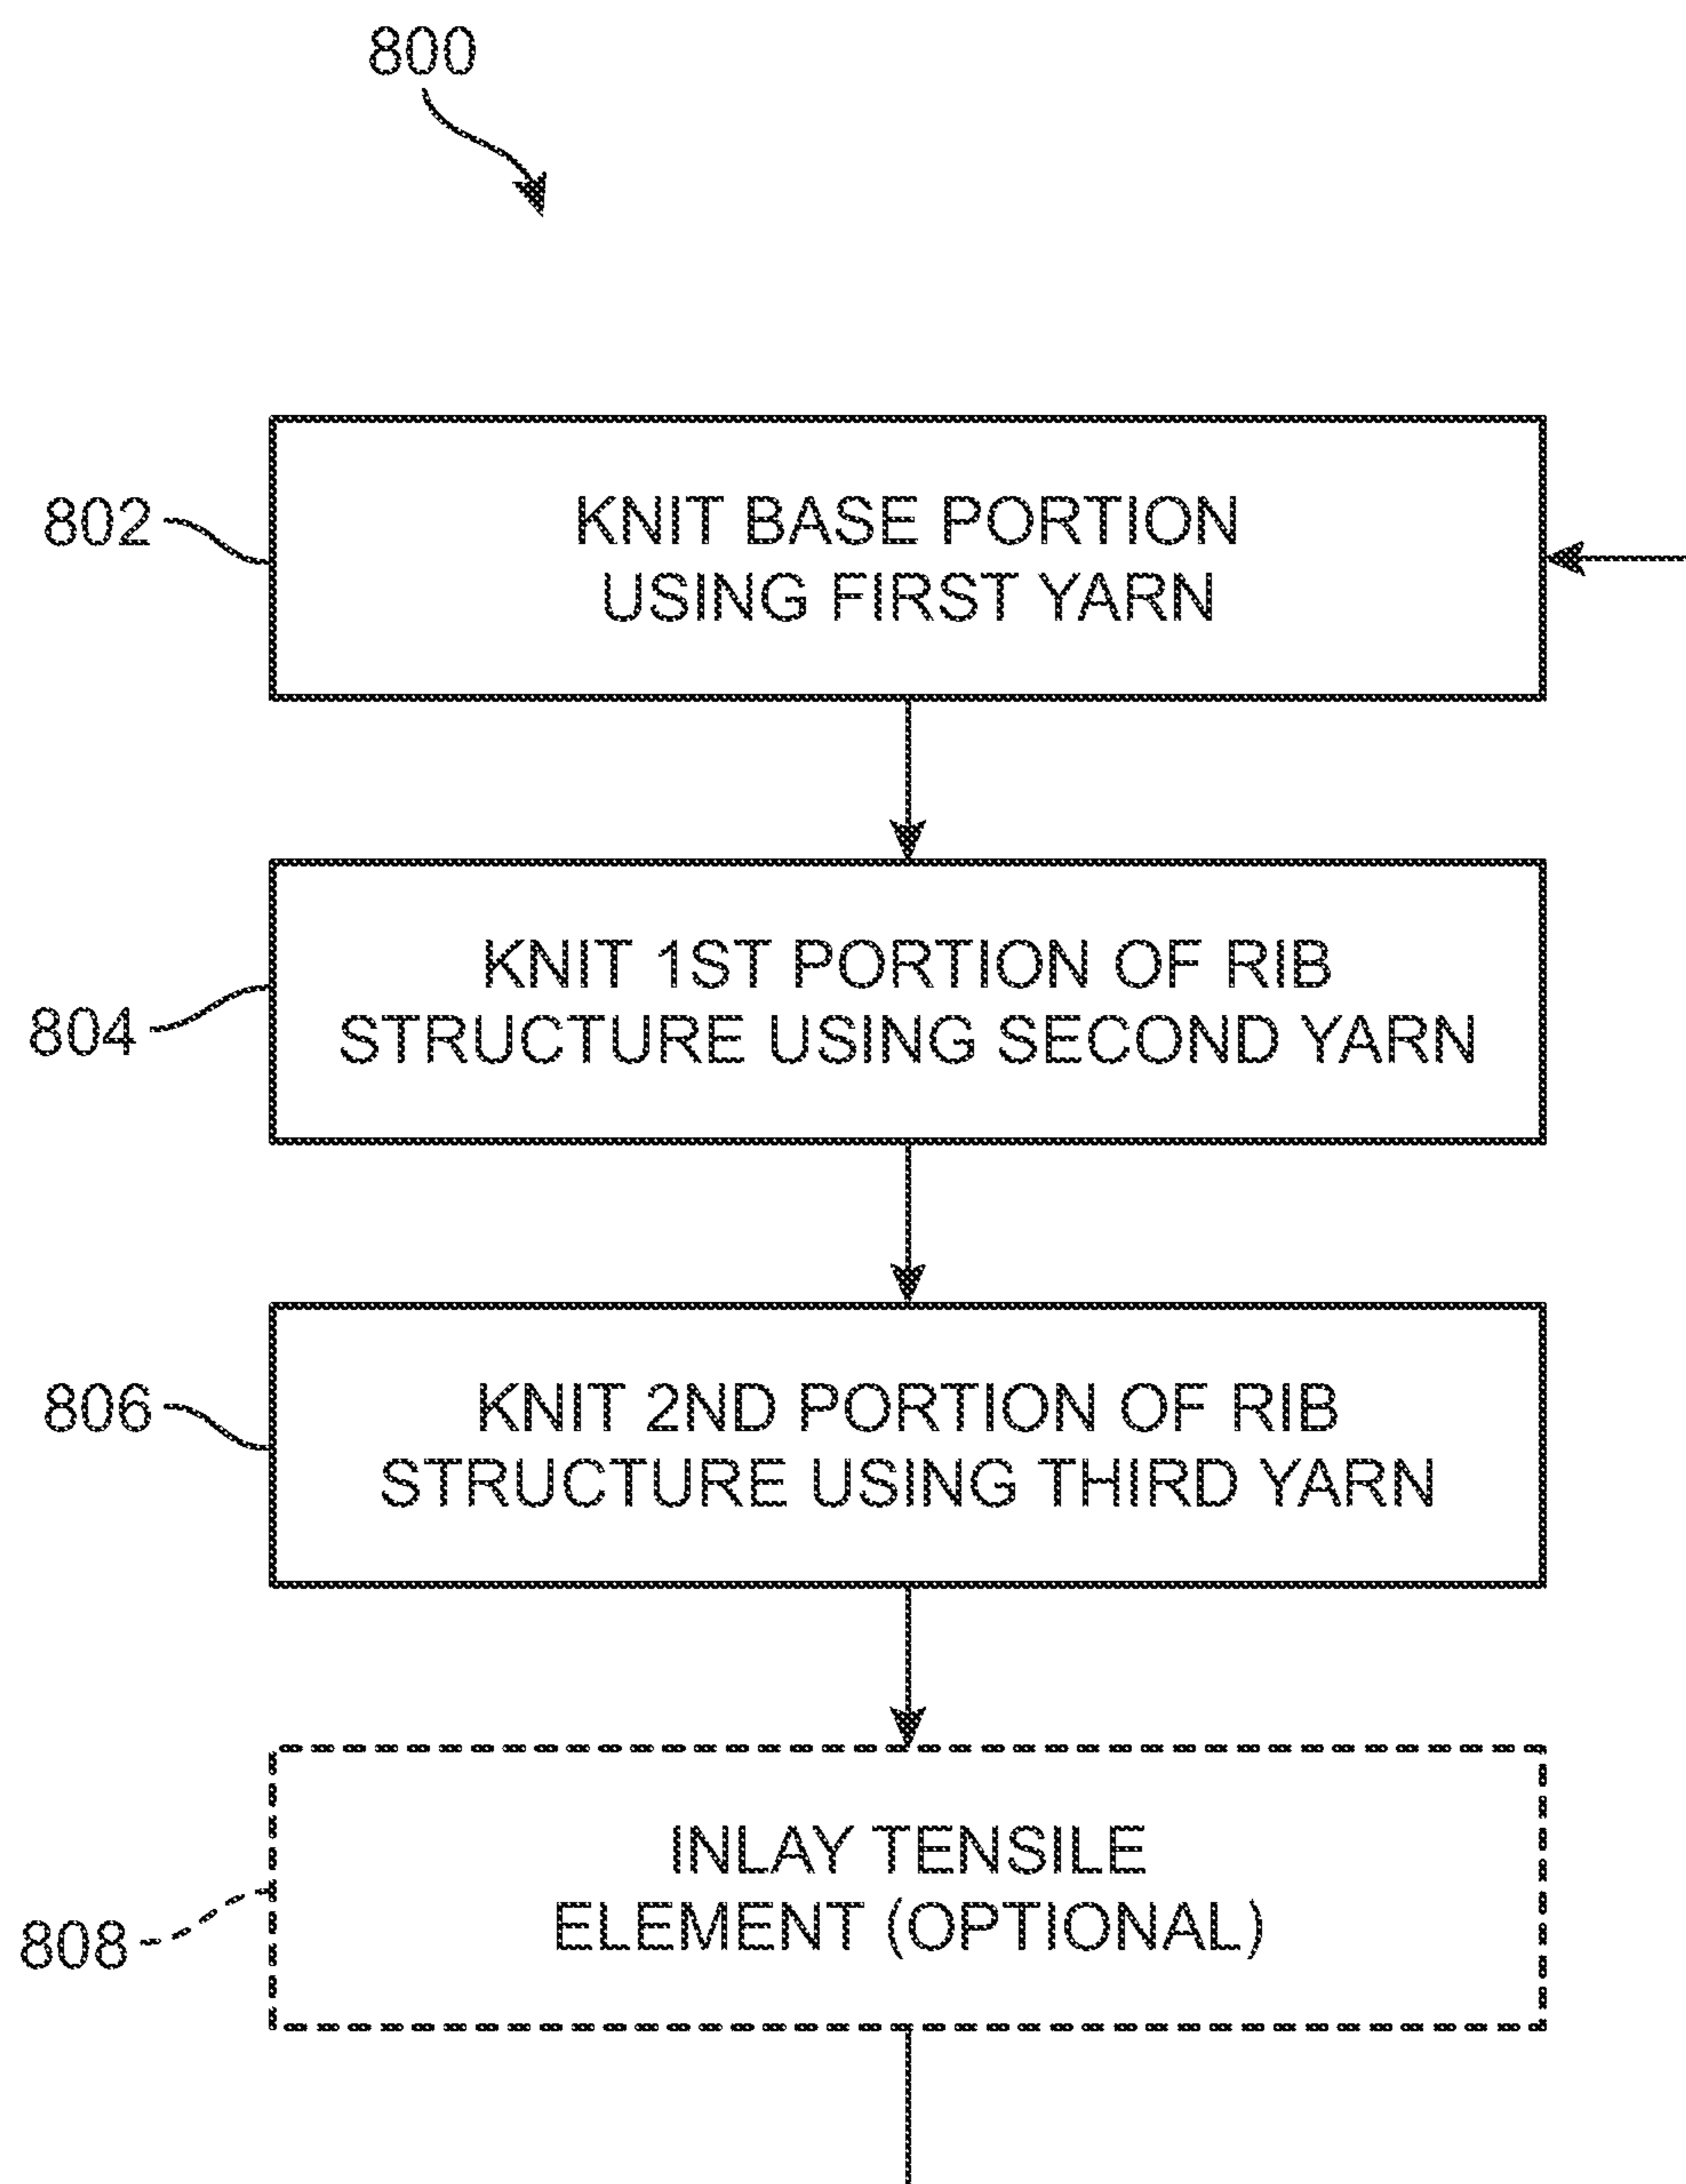 800
802
KNIT BASE PORTION
USING FIRST YARN
804
KNIT 1ST PORTION OF RIB
STRUCTURE USING SECOND YARN
806
KNIT 2ND PORTION OF RIB
STRUCTURE USING THIRD YARN
808
INLAY TENSILE
ELEMENT (OPTIONAL)